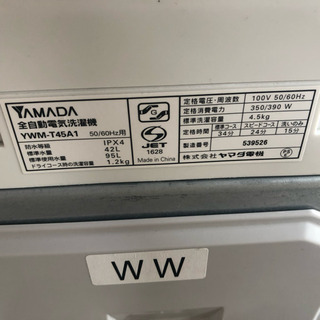 YAMADA
全自動電気洗濯機
YWM-T45A1 50/60Hz用
防水等級 IPX4
標準水量 42L
標準使用水量 95L
ドライコース時の洗濯容量 1.2kg
JET
1628
Made in China
定格電圧・周波数 100V 50/60Hz
定格消費電力 350/390 W
標準洗濯容量 4.5kg
標準コース スピードコース 洗いのみ
定格時間 34分 24分 15分
製造番号 539526
株式会社ヤマダ電機
PS
E
WW